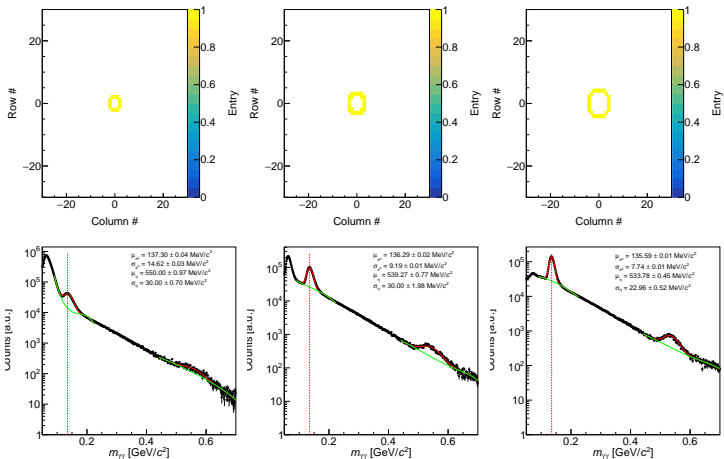 Row #
20
0
−20
−20
0
20
Column #
1
0.8
0.6
0.4
0.2
0
Entry
Row #
20
0
−20
−20
0
20
Column #
1
0.8
0.6
0.4
0.2
0
Entry
Row #
20
0
−20
−20
0
20
Column #
1
0.8
0.6
0.4
0.2
0
Entry
Counts [a.u.]
10⁶
10⁵
10⁴
10³
10²
10
1
= 137.30 ± 0.04 MeV/c²
= 14.62 ± 0.03 MeV/c²
μη = 550.00 ± 0.97 MeV/c²
ση = 30.00 ± 0.70 MeV/c²
0.2
0.4
0.6
mγγ [GeV/c²]
Counts [a.u.]
10⁵
10⁴
10³
10²
10
1
= 136.29 ± 0.02 MeV/c²
= 9.19 ± 0.01 MeV/c²
μη = 539.27 ± 0.77 MeV/c²
ση = 30.00 ± 1.98 MeV/c²
0.2
0.4
0.6
mγγ [GeV/c²]
Counts [a.u.]
10⁵
10⁴
10³
10²
10
1
= 135.59 ± 0.01 MeV/c²
= 7.74 ± 0.01 MeV/c²
μη = 533.78 ± 0.45 MeV/c²
ση = 22.96 ± 0.52 MeV/c²
0.2
0.4
0.6
mγγ [GeV/c²]